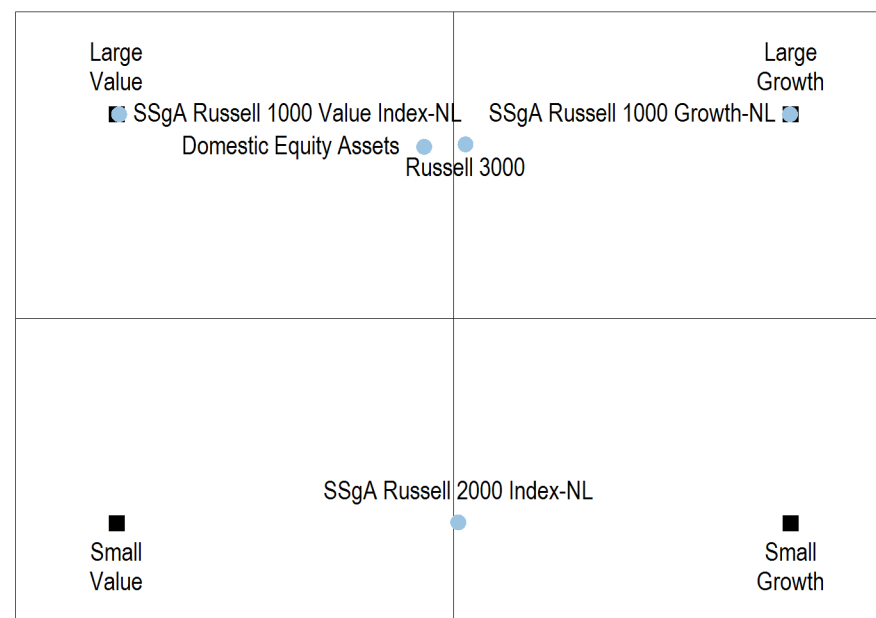 Large
Value
Large
Growth
SSgA Russell 1000 Value Index-NL
SSgA Russell 1000 Growth-NL
Domestic Equity Assets
Russell 3000
SSgA Russell 2000 Index-NL
Small
Value
Small
Growth